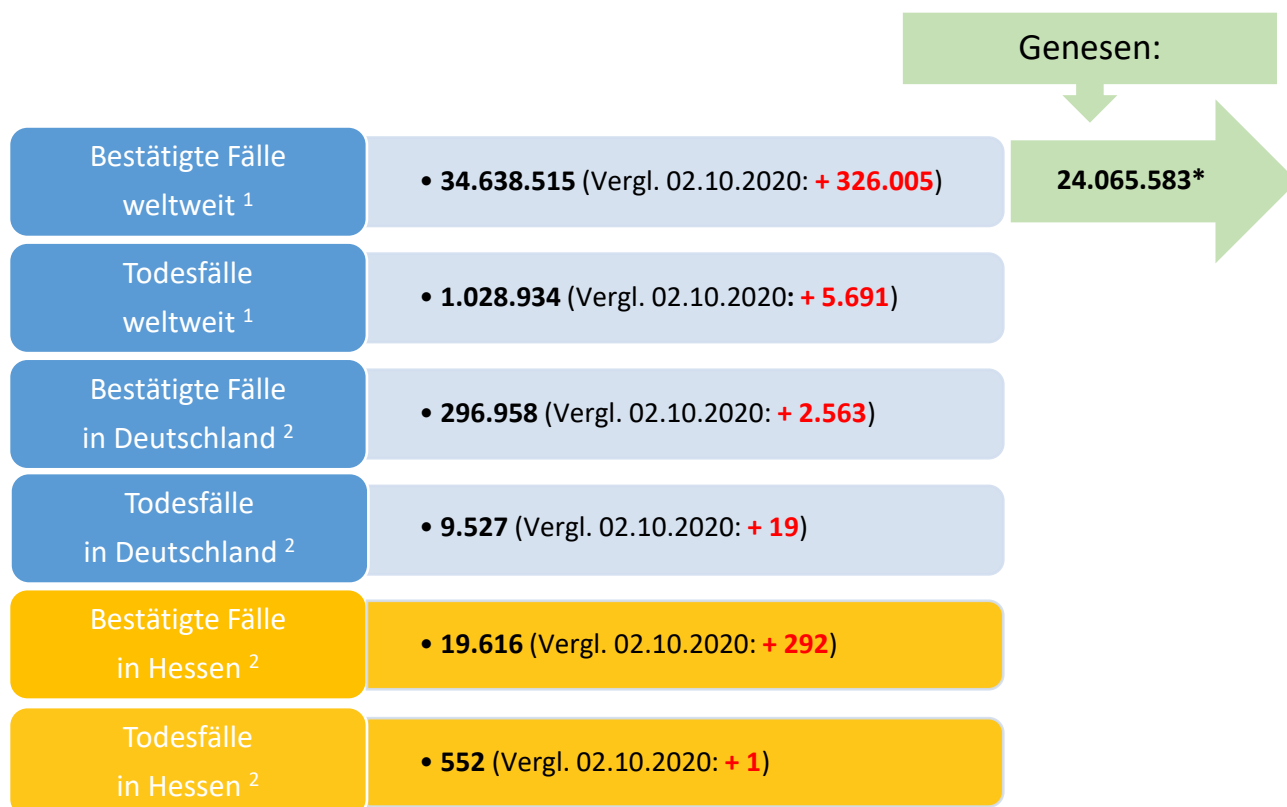 Genesen:
Bestätigte Fälle
weltweit ¹
• 34.638.515 (Vergl. 02.10.2020: + 326.005)
24.065.583*
Todesfälle
weltweit ¹
• 1.028.934 (Vergl. 02.10.2020: + 5.691)
Bestätigte Fälle
in Deutschland ²
• 296.958 (Vergl. 02.10.2020: + 2.563)
Todesfälle
in Deutschland ²
• 9.527 (Vergl. 02.10.2020: + 19)
Bestätigte Fälle
in Hessen ²
• 19.616 (Vergl. 02.10.2020: + 292)
Todesfälle
in Hessen ²
• 552 (Vergl. 02.10.2020: + 1)